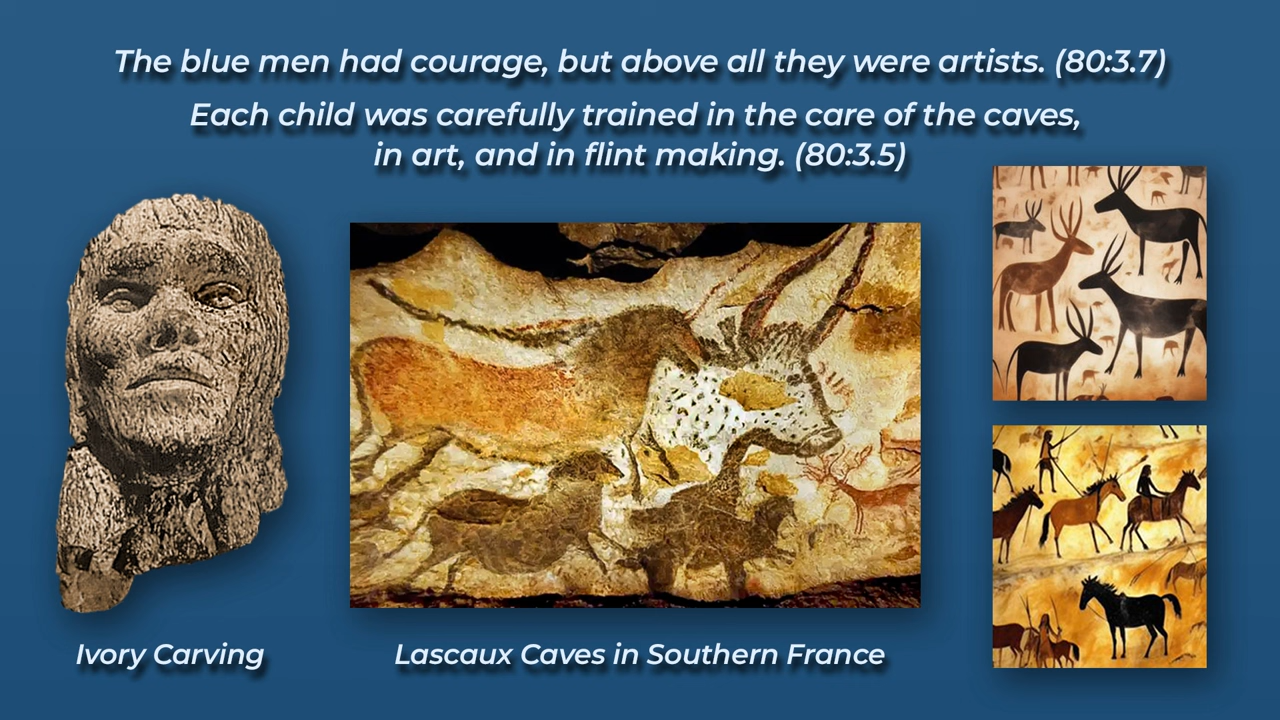 The blue men had courage, but above all they were artists. (80:3.7)
Each child was carefully trained in the care of the caves,
in art, and in flint making. (80:3.5)
Ivory Carving
Lascaux Caves in Southern France